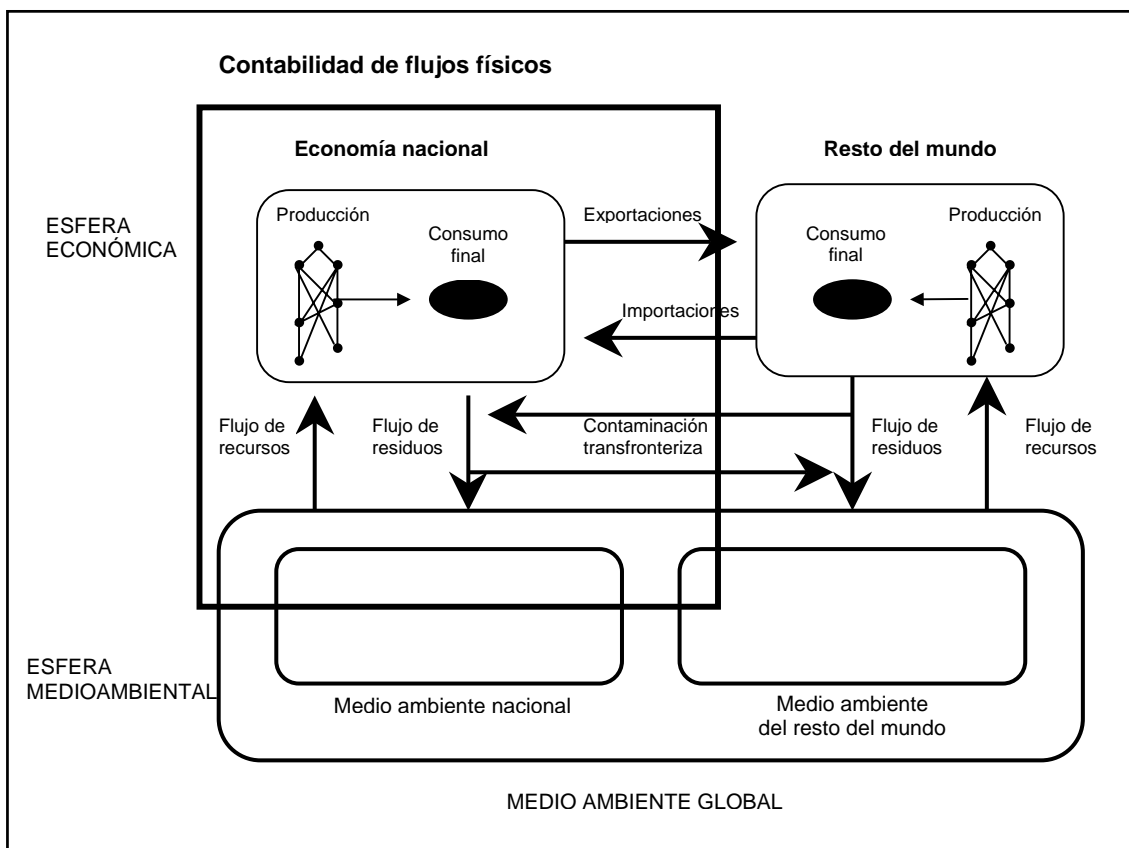 Contabilidad de flujos físicos
Economía nacional
Resto del mundo
ESFERA
ECONÓMICA
Producción
Consumo
final
Exportaciones
Importaciones
Consumo
final
Producción
Flujo de
recursos
Flujo de
residuos
Contaminación
transfronteriza
Flujo de
residuos
Flujo de
recursos
ESFERA
MEDIOAMBIENTAL
Medio ambiente nacional
Medio ambiente
del resto del mundo
MEDIO AMBIENTE GLOBAL